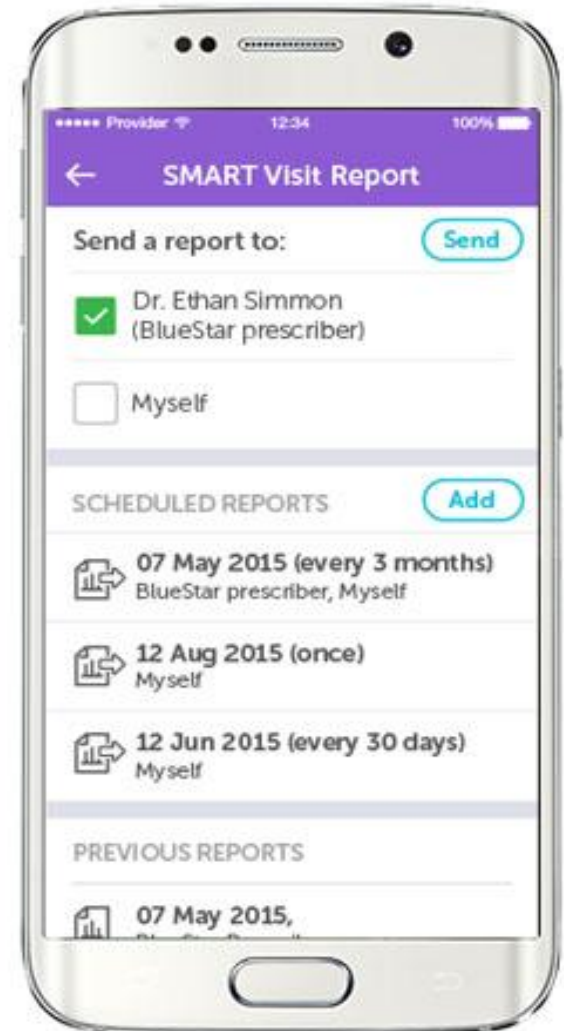 Provider 12:34 100%
SMART Visit Report
Send a report to: Send
Dr. Ethan Simmon
(BlueStar prescriber)
Myself
SCHEDULED REPORTS Add
07 May 2015 (every 3 months)
BlueStar prescriber, Myself
12 Aug 2015 (once)
Myself
12 Jun 2015 (every 30 days)
Myself
PREVIOUS REPORTS
07 May 2015,